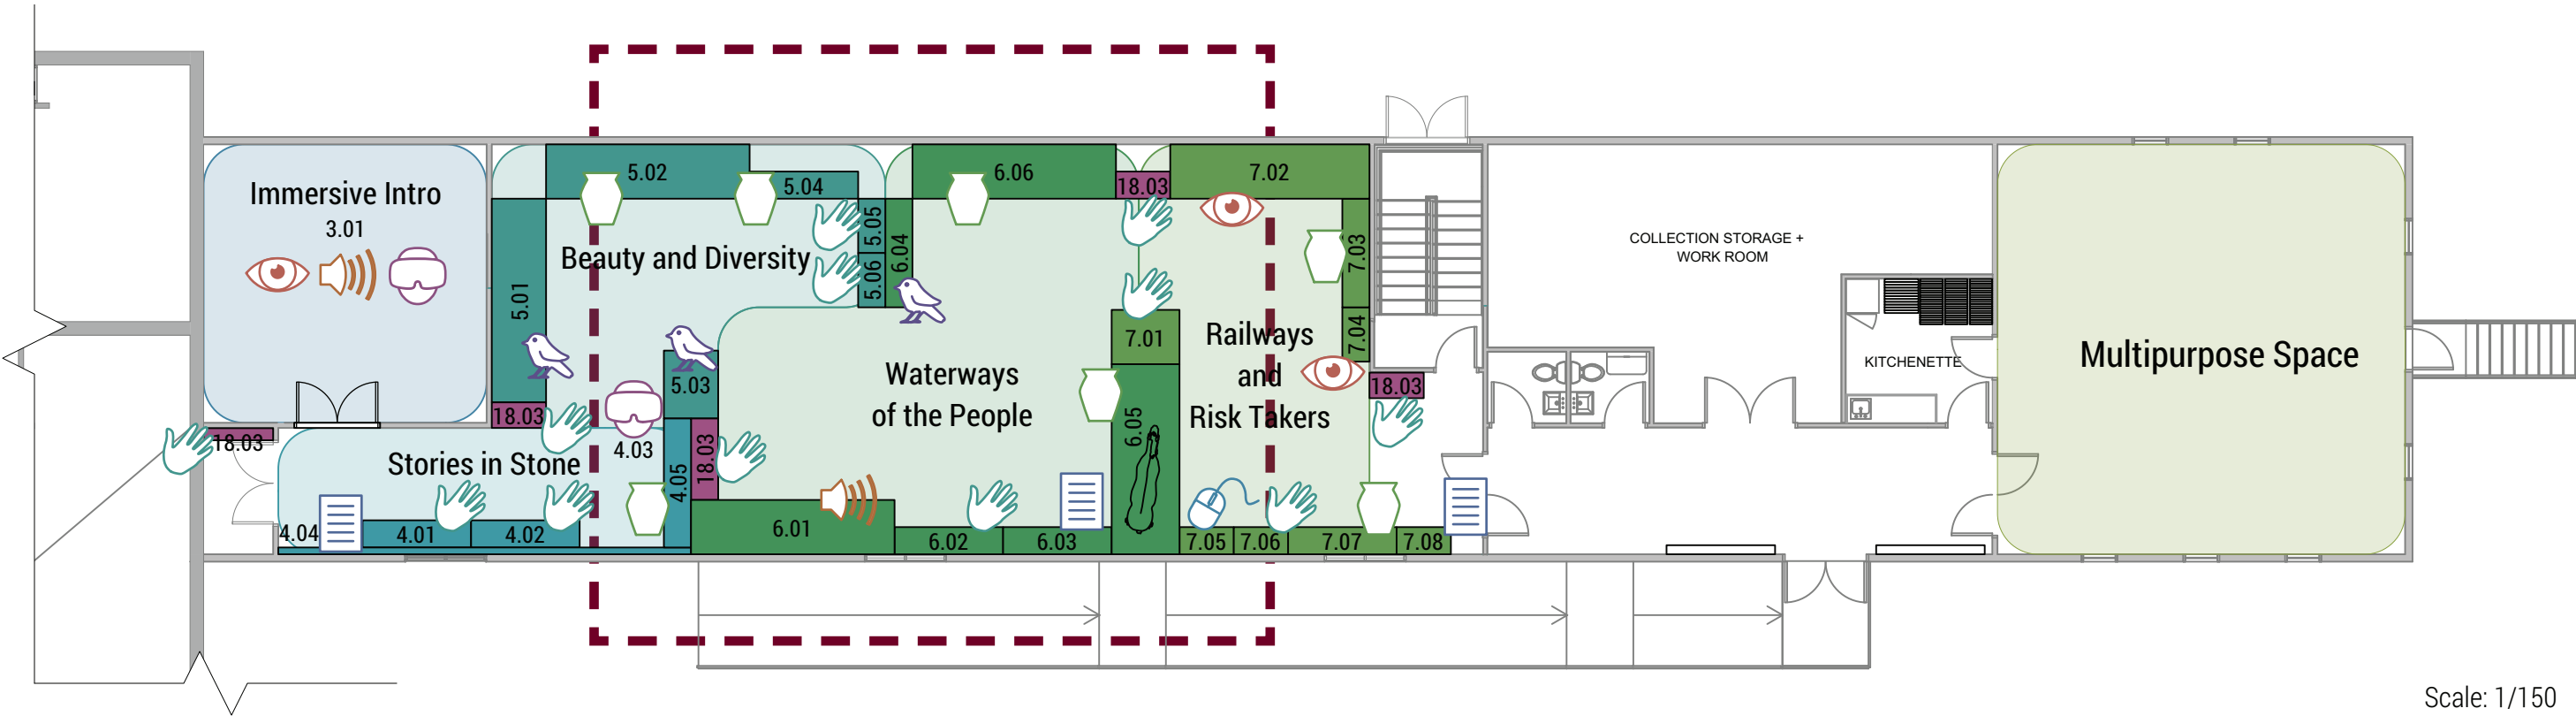 Immersive Intro
3.01
5.01
5.02
5.04
5.05
5.06
Beauty and Diversity
5.03
18.03
18.03
Stories in Stone
4.03
4.04
4.01
4.02
4.05
18.03
6.04
6.06
18.03
Waterways
of the People
6.01
6.02
6.03
6.05
7.01
7.02
7.03
7.04
Railways
and
Risk Takers
18.03
7.05
7.06
7.07
7.08
COLLECTION STORAGE +
WORK ROOM
KITCHENETTE
Multipurpose Space
Scale: 1/150